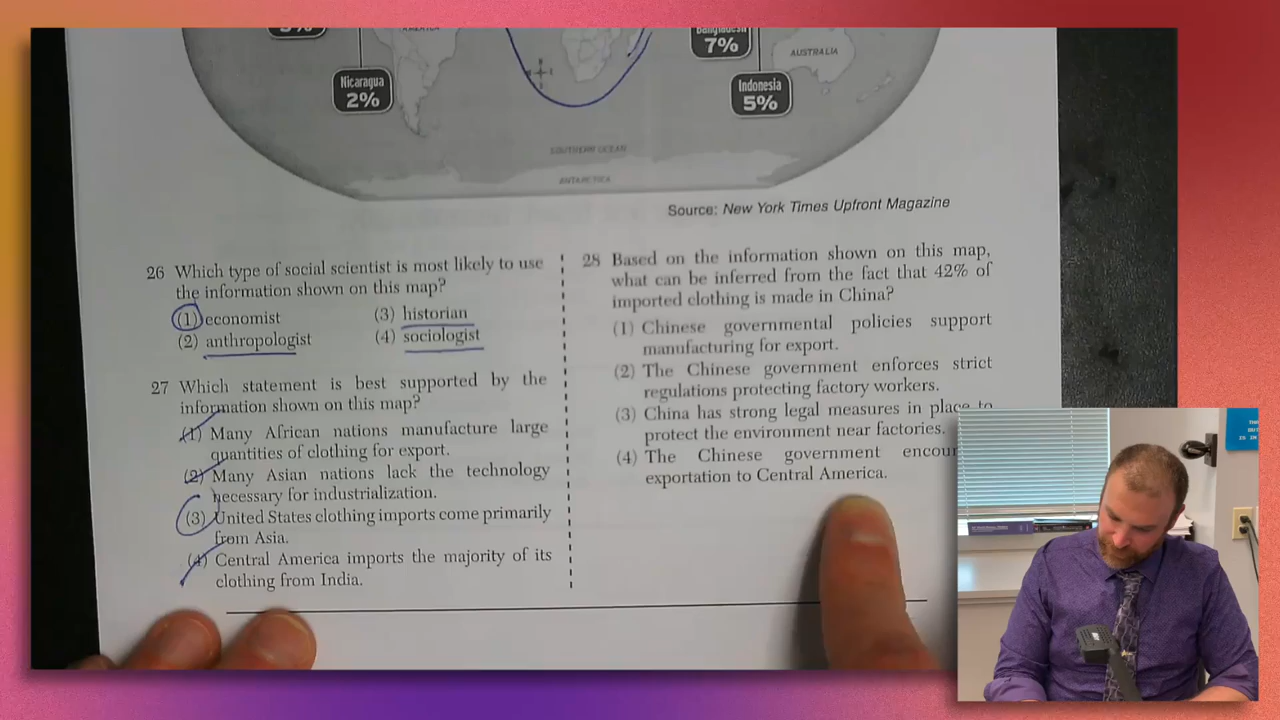 AMERICA
Nicaragua
2%
Bangladesh
7%
AUSTRALIA
Indonesia
5%
SOUTHERN OCEAN
ANTARCTICA
Source: New York Times Upfront Magazine
26 Which type of social scientist is most likely to use
the information shown on this map?
(1) economist
(3) historian
(2) anthropologist
(4) sociologist
27 Which statement is best supported by the
information shown on this map?
(1) Many African nations manufacture large
quantities of clothing for export.
(2) Many Asian nations lack the technology
necessary for industrialization.
(3) United States clothing imports come primarily
from Asia.
(4) Central America imports the majority of its
clothing from India.
28 Based on the information shown on this map,
what can be inferred from the fact that 42% of
imported clothing is made in China?
(1) Chinese governmental policies support
manufacturing for export.
(2) The Chinese government enforces strict
regulations protecting factory workers.
(3) China has strong legal measures in place to
protect the environment near factories.
(4) The Chinese government encour
exportation to Central America.